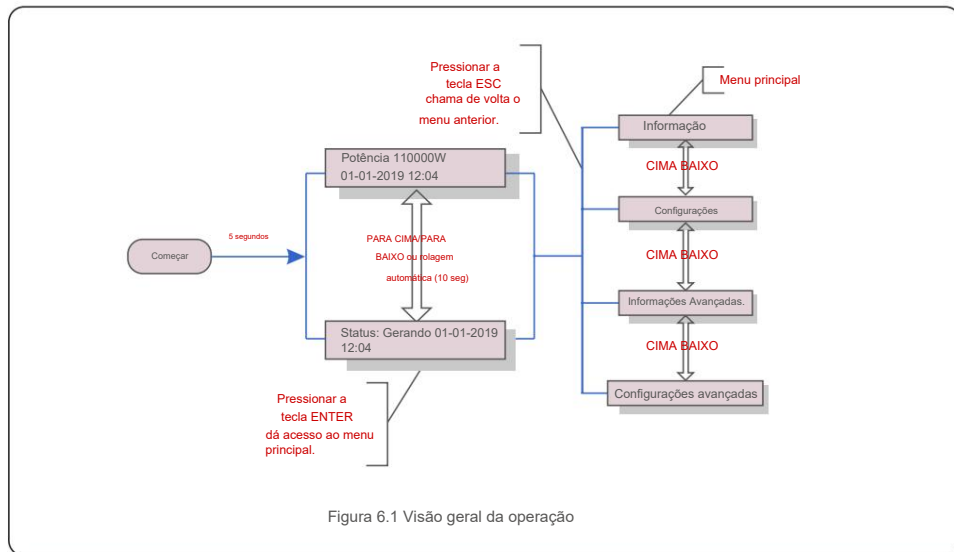 Pressionar a
tecla ESC
chama de volta o
menu anterior.
Menu principal
Informação
CIMA BAIXO
Configurações
CIMA BAIXO
Informações Avançadas.
CIMA BAIXO
Configurações avançadas
Potência 110000W
01-01-2019 12:04
5 segundos
Começar
PARA CIMA/PARA
BAIXO ou rolagem
automática (10 seg)
Status: Gerando 01-01-2019
12:04
Pressionar a
tecla ENTER
dá acesso ao menu
principal.
Figura 6.1 Visão geral da operação